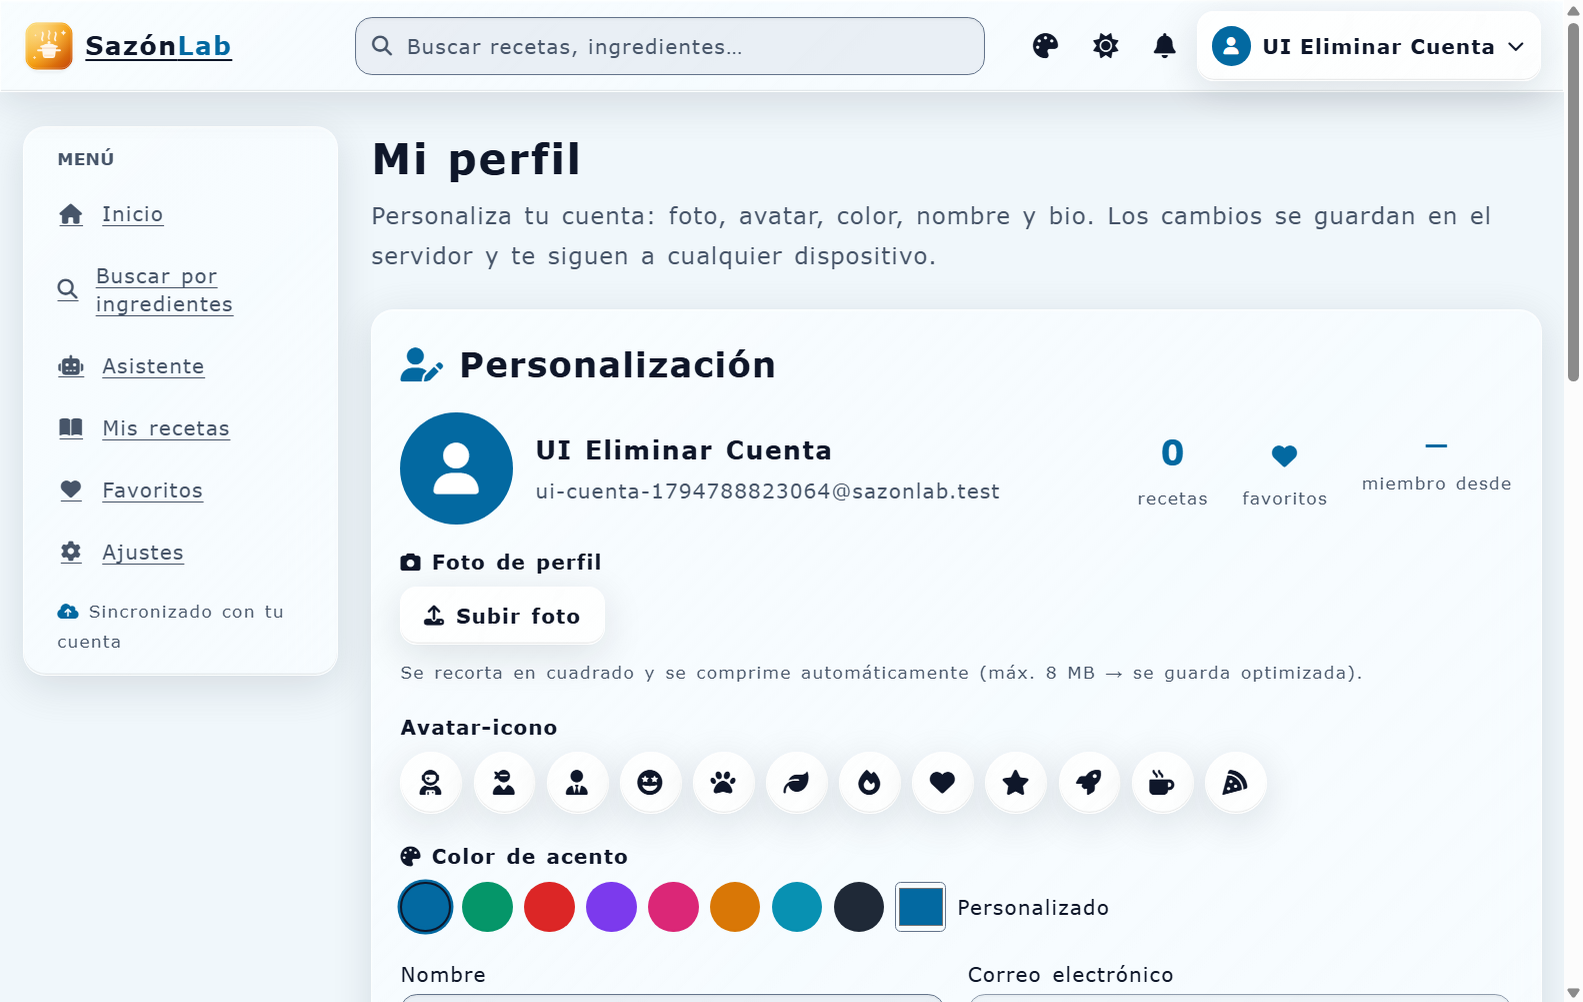 SazónLab
Buscar recetas, ingredientes...
UI Eliminar Cuenta
MENÚ
Inicio
Buscar por
ingredientes
Asistente
Mis recetas
Favoritos
Ajustes
Sincronizado con tu
cuenta
Mi perfil
Personaliza tu cuenta: foto, avatar, color, nombre y bio. Los cambios se guardan en el
servidor y te siguen a cualquier dispositivo.
Personalización
UI Eliminar Cuenta
ui-cuenta-1794788823064@sazonlab.test
0
recetas
favoritos
—
miembro desde
Foto de perfil
Subir foto
Se recorta en cuadrado y se comprime automáticamente (máx. 8 MB → se guarda optimizada).
Avatar-icono
Color de acento
Personalizado
Nombre
Correo electrónico